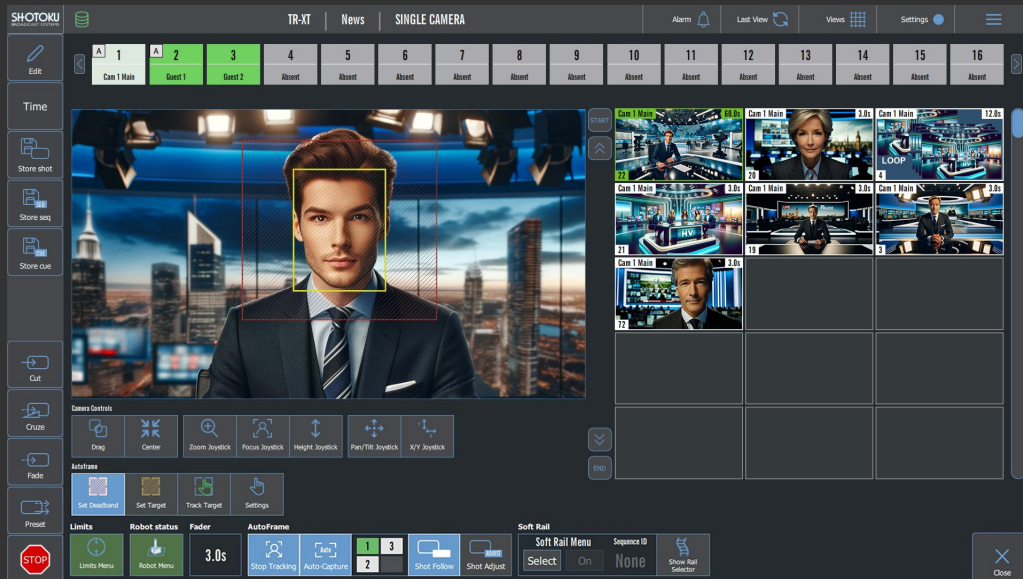 SHOTOKU
BROADCAST SYSTEMS
TR-XT
News
SINGLE CAMERA
Alarm
Last View
Views
Settings
Edit
Time
Store shot
SEQ
Store seq
CUE
Store cue
Cut
Cruze
Fade
Preset
STOP
A 1
Cam 1 Main
A 2
Guest 1
3
Guest 2
4
Absent
5
Absent
6
Absent
7
Absent
8
Absent
9
Absent
10
Absent
11
Absent
12
Absent
13
Absent
14
Absent
15
Absent
16
Absent
START
END
Cam 1 Main 60.0s
22
Cam 1 Main 3.0s
20
Cam 1 Main 12.0s
LOOP
4
Cam 1 Main 3.0s
HV
21
Cam 1 Main 3.0s
19
Cam 1 Main 3.0s
3
Cam 1 Main 3.0s
72
Camera Controls
Drag
Center
Zoom Joystick
Focus Joystick
Height Joystick
Pan/Tilt Joystick
X/Y Joystick
Autoframe
Set Deadband
Set Target
Track Target
Settings
Limits
Limits Menu
Robot status
Robot Menu
Fader
3.0s
AutoFrame
Stop Tracking
Auto
Auto-Capture
1 3
2
Shot Follow
ADJUST
Shot Adjust
Soft Rail
Soft Rail Menu
Select
On
Sequence ID
None
Show Rail
Selector
Close